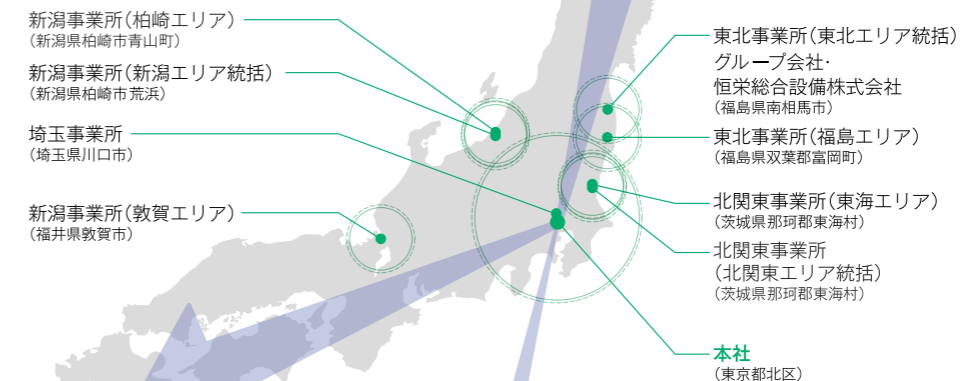 新潟事業所(柏崎エリア)
(新潟県柏崎市青山町)
新潟事業所(新潟エリア統括)
(新潟県柏崎市荒浜)
埼玉事業所
(埼玉県川口市)
新潟事業所(敦賀エリア)
(福井県敦賀市)
東北事業所(東北エリア統括)
グループ会社・
恒栄総合設備株式会社
(福島県南相馬市)
東北事業所(福島エリア)
(福島県双葉郡富岡町)
北関東事業所(東海エリア)
(茨城県那珂郡東海村)
北関東事業所
(北関東エリア統括)
(茨城県那珂郡東海村)
本社
(東京都北区)